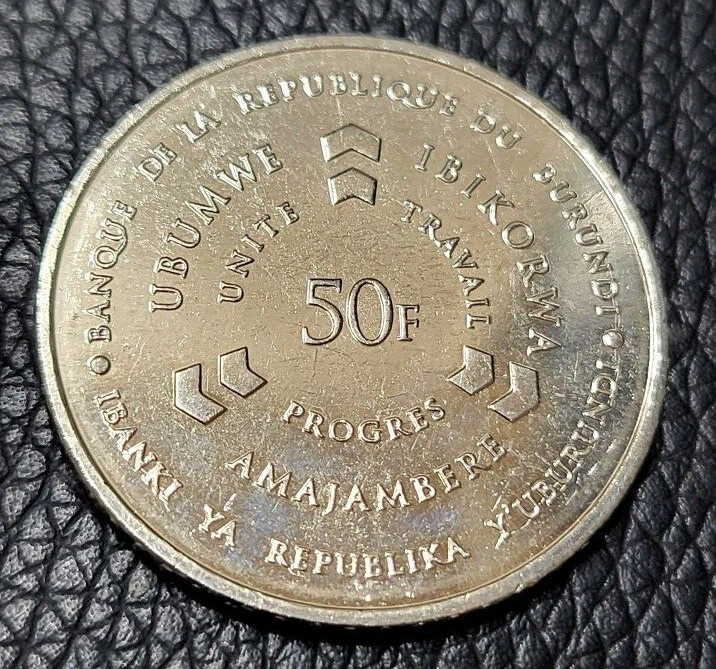 BANQUE DE LA REPUBLIQUE DU BURUNDI
UBUMWE
IBIKORWA
UNITE
TRAVAIL
50F
PROGRES
AMAJAMBERE
IBANKI YA REPUBLIKA Y'UBURUNDI